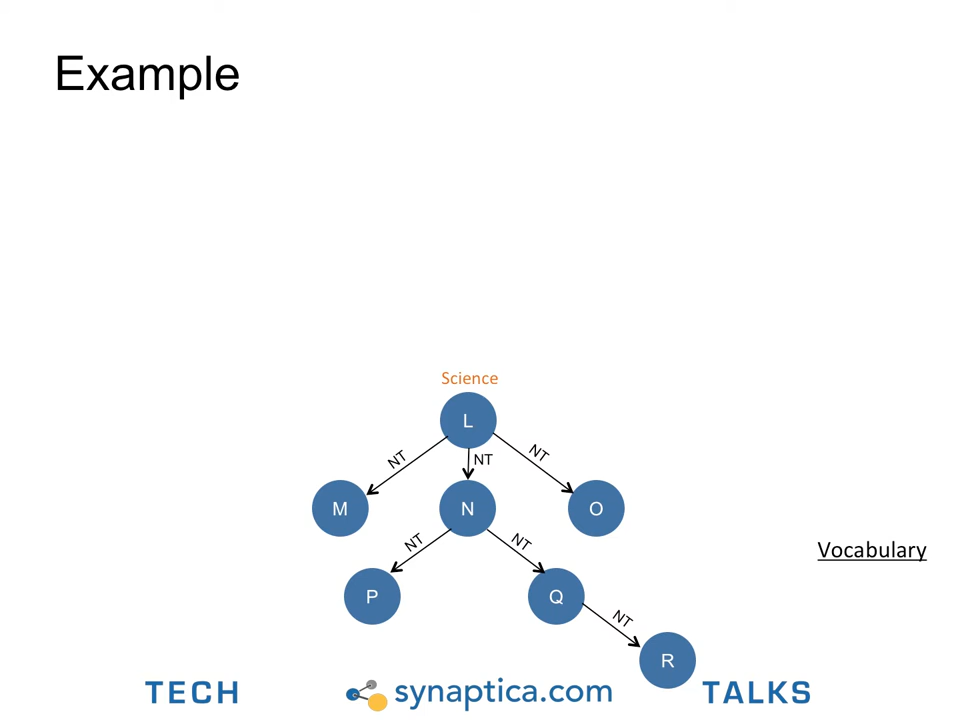 Example
Science
L
NT
NT
NT
M
N
O
NT
NT
Vocabulary
P
Q
NT
R
TECH
synaptica.com
TALKS